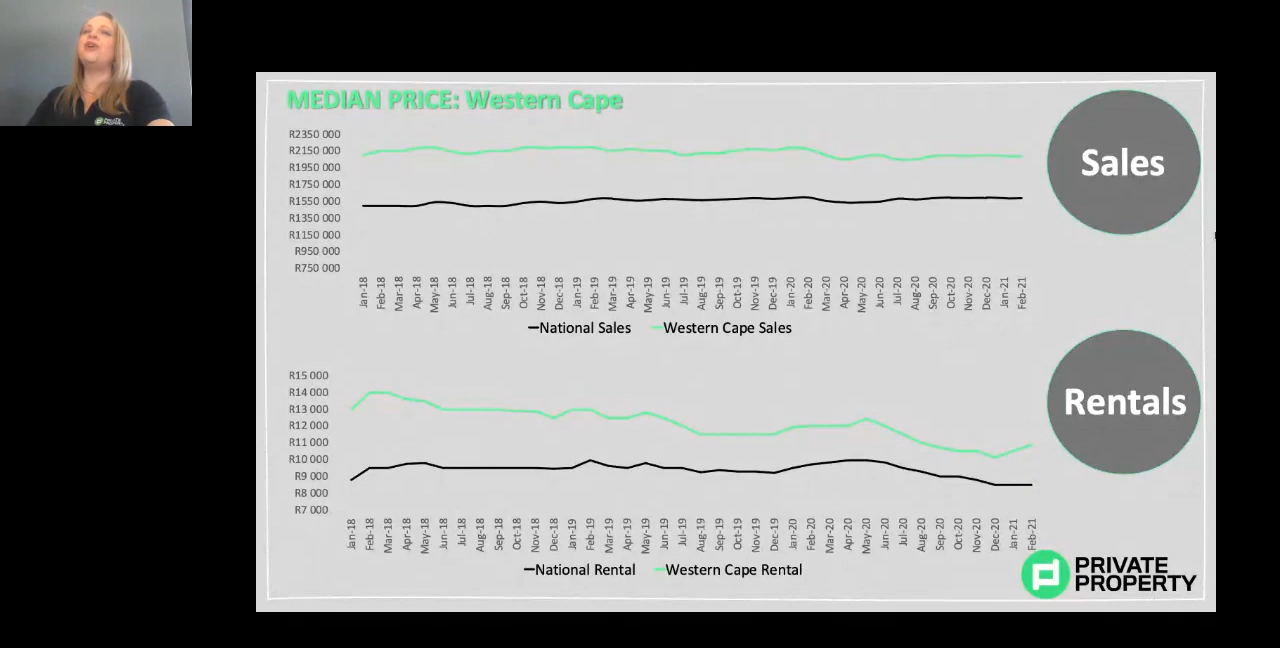 PRIVATE
PROPERTY
MEDIAN PRICE: Western Cape
R2350 000
R2150 000
R1950 000
R1750 000
R1550 000
R1350 000
R1150 000
R950 000
R750 000
Jan-18
Feb-18
Mar-18
Apr-18
May-18
Jun-18
Jul-18
Aug-18
Sep-18
Oct-18
Nov-18
Dec-18
Jan-19
Feb-19
Mar-19
Apr-19
May-19
Jun-19
Jul-19
Aug-19
Sep-19
Oct-19
Nov-19
Dec-19
Jan-20
Feb-20
Mar-20
Apr-20
May-20
Jun-20
Jul-20
Aug-20
Sep-20
Oct-20
Nov-20
Dec-20
Jan-21
Feb-21
National Sales
Western Cape Sales
Sales
R15 000
R14 000
R13 000
R12 000
R11 000
R10 000
R9 000
R8 000
R7 000
Jan-18
Feb-18
Mar-18
Apr-18
May-18
Jun-18
Jul-18
Aug-18
Sep-18
Oct-18
Nov-18
Dec-18
Jan-19
Feb-19
Mar-19
Apr-19
May-19
Jun-19
Jul-19
Aug-19
Sep-19
Oct-19
Nov-19
Dec-19
Jan-20
Feb-20
Mar-20
Apr-20
May-20
Jun-20
Jul-20
Aug-20
Sep-20
Oct-20
Nov-20
Dec-20
Jan-21
Feb-21
National Rental
Western Cape Rental
Rentals
PRIVATE
PROPERTY